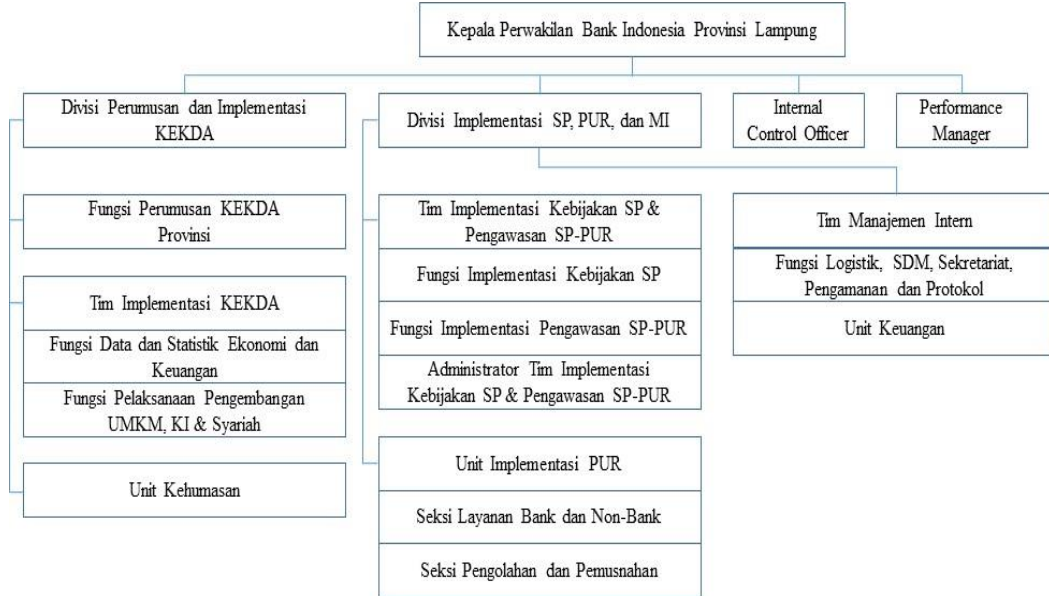 Kepala Perwakilan Bank Indonesia Provinsi Lampung
Divisi Perumusan dan Implementasi
KEKDA
Divisi Implementasi SP, PUR, dan MI
Internal
Control Officer
Performance
Manager
Fungsi Perumusan KEKDA
Provinsi
Tim Implementasi KEKDA
Fungsi Data dan Statistik Ekonomi dan
Keuangan
Fungsi Pelaksanaan Pengembangan
UMKM, KI & Syariah
Unit Kehumasan
Tim Implementasi Kebijakan SP &
Pengawasan SP-PUR
Fungsi Implementasi Kebijakan SP
Fungsi Implementasi Pengawasan SP-PUR
Administrator Tim Implementasi
Kebijakan SP & Pengawasan SP-PUR
Unit Implementasi PUR
Seksi Layanan Bank dan Non-Bank
Seksi Pengolahan dan Pemusnahan
Tim Manajemen Intern
Fungsi Logistik, SDM, Sekretariat,
Pengamanan dan Protokol
Unit Keuangan